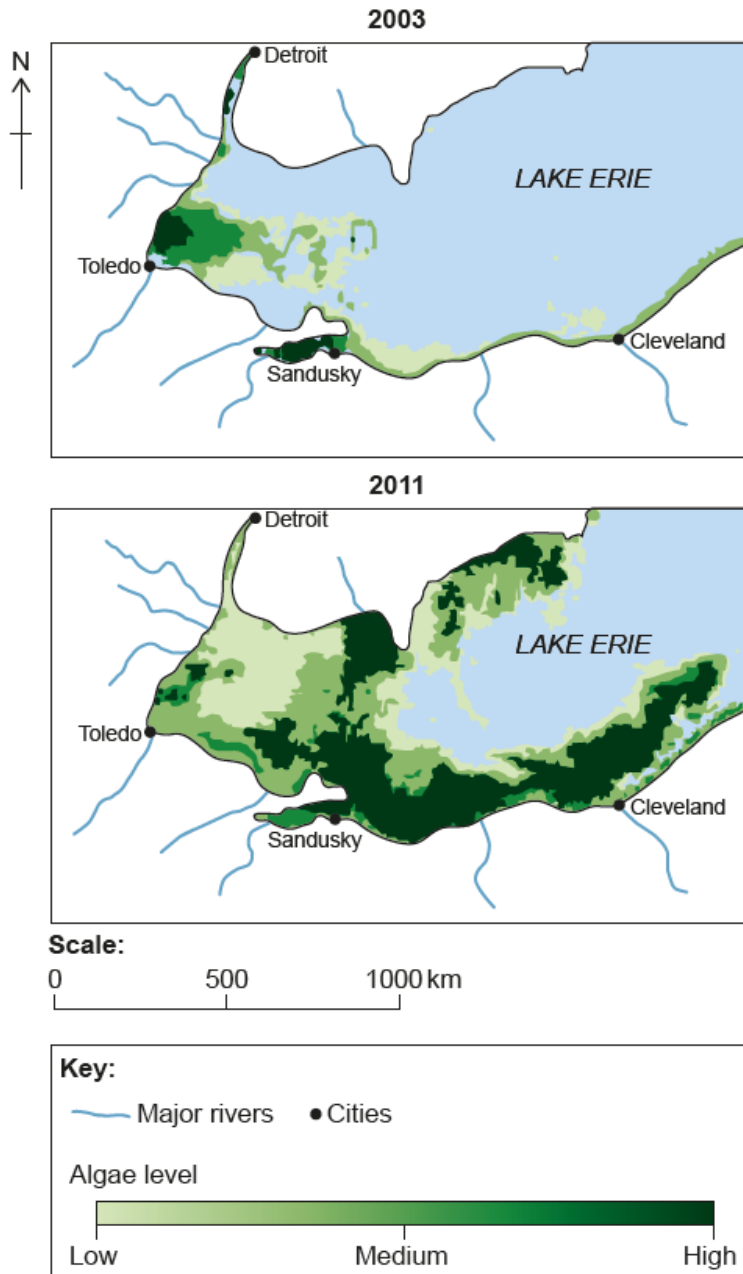 2003
N
Detroit
LAKE ERIE
Toledo
Cleveland
Sandusky
2011
Detroit
LAKE ERIE
Toledo
Cleveland
Sandusky
Scale:
0 500 1000 km
Key:
Major rivers Cities
Algae level
Low Medium High